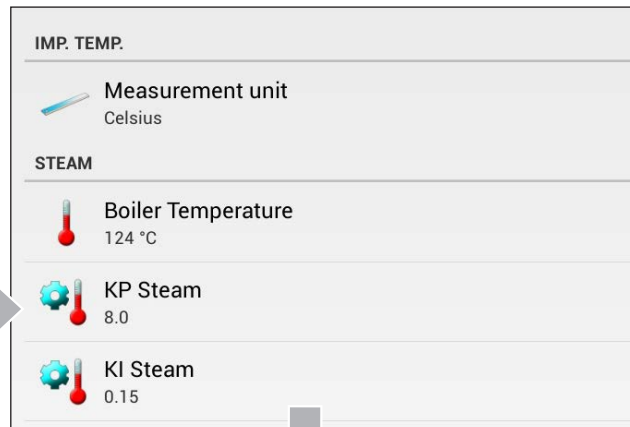 IMP. TEMP.
Measurement unit
Celsius
STEAM
Boiler Temperature
124 °C
KP Steam
8.0
KI Steam
0.15